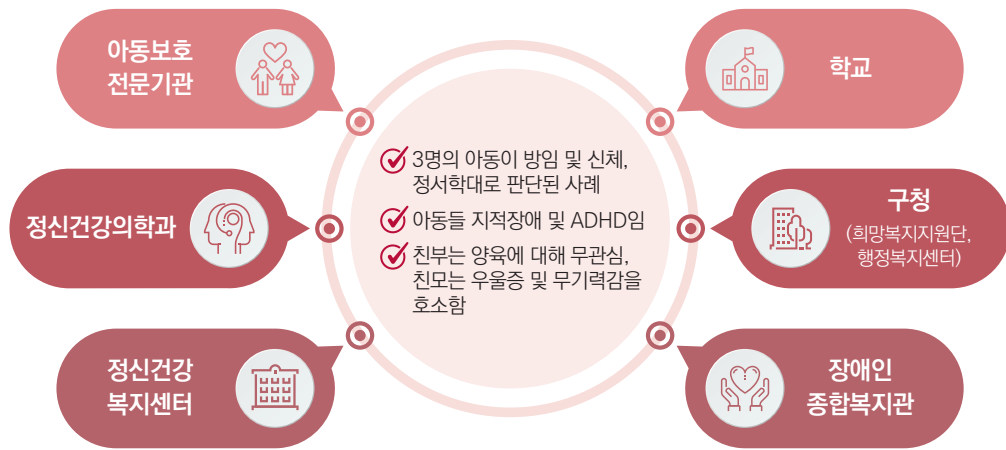 아동보호
전문기관
학교
정신건강의학과
3명의 아동이 방임 및 신체,
정서학대로 판단된 사례
아동들 지적장애 및 ADHD임
친부는 양육에 대해 무관심,
친모는 우울증 및 무기력감을
호소함
구청
(희망복지지원단,
행정복지센터)
정신건강
복지센터
장애인
종합복지관